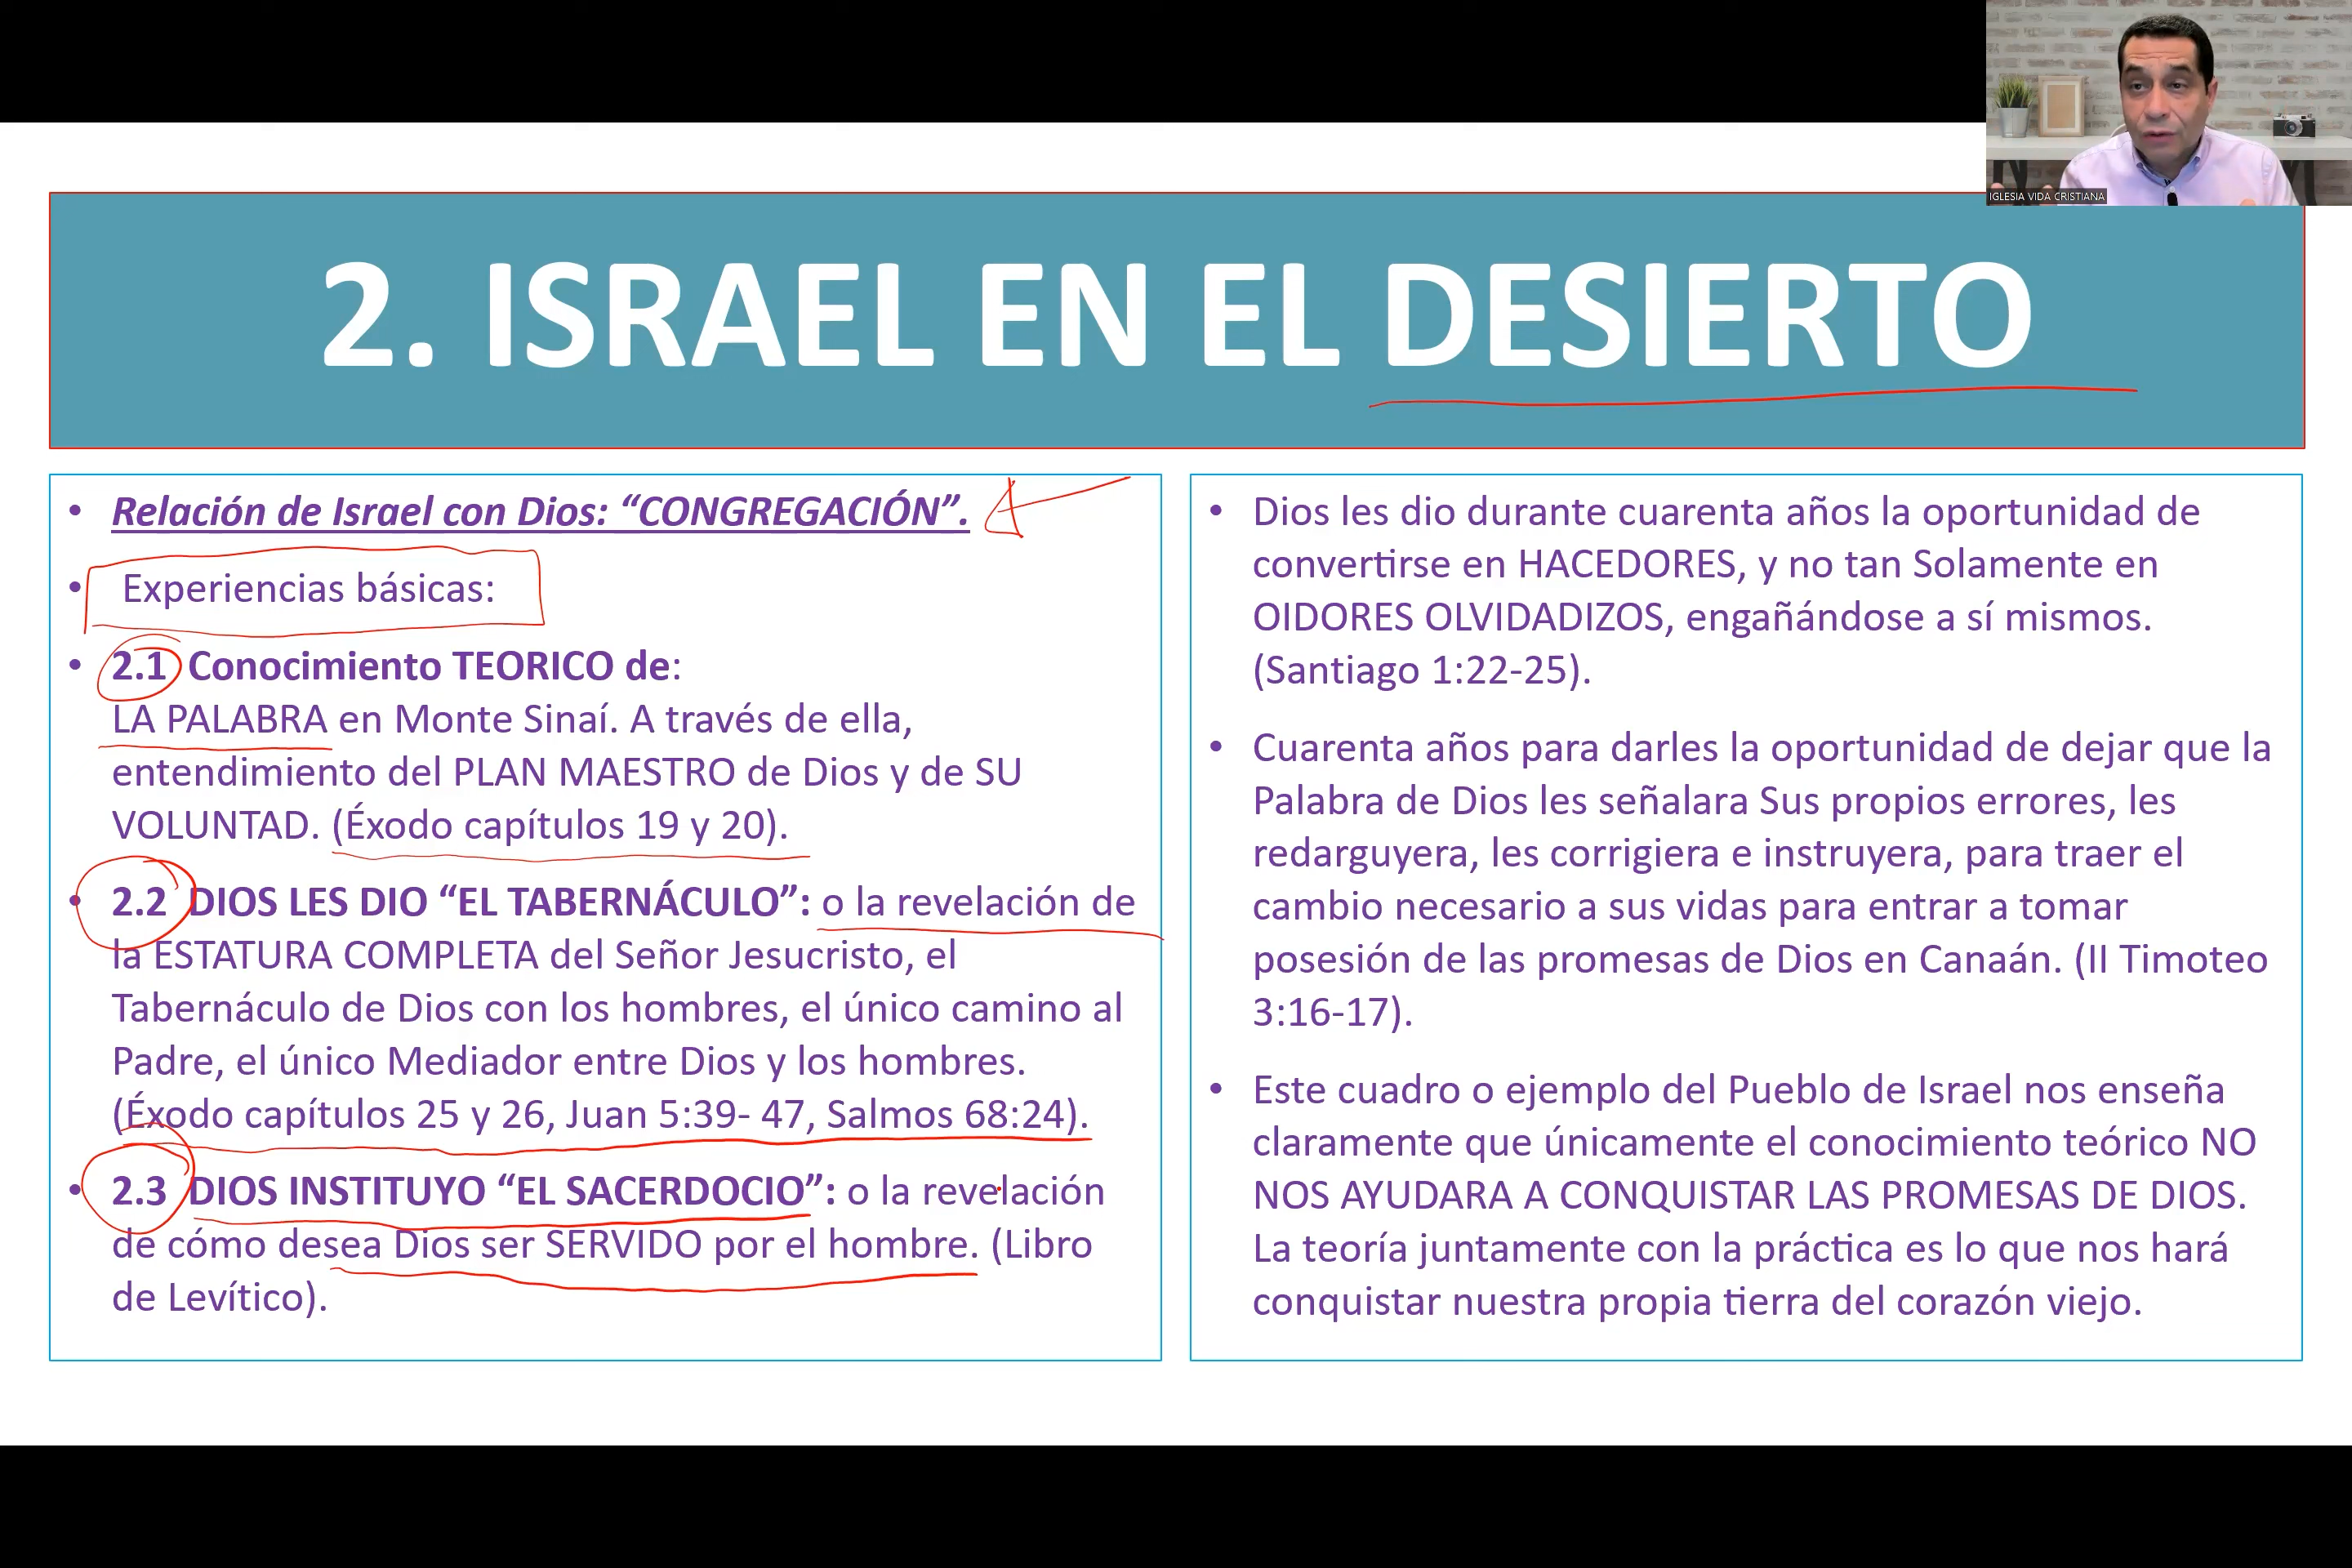 IGLESIA VIDA CRISTIANA
2. ISRAEL EN EL DESIERTO
• Relación de Israel con Dios: “CONGREGACIÓN”.
• Experiencias básicas:
• 2.1 Conocimiento TEORICO de:
LA PALABRA en Monte Sinaí. A través de ella,
entendimiento del PLAN MAESTRO de Dios y de SU
VOLUNTAD. (Éxodo capítulos 19 y 20).
• 2.2 DIOS LES DIO “EL TABERNÁCULO”: o la revelación de
la ESTATURA COMPLETA del Señor Jesucristo, el
Tabernáculo de Dios con los hombres, el único camino al
Padre, el único Mediador entre Dios y los hombres.
(Éxodo capítulos 25 y 26, Juan 5:39- 47, Salmos 68:24).
• 2.3 DIOS INSTITUYO “EL SACERDOCIO”: o la revelación
de cómo desea Dios ser SERVIDO por el hombre. (Libro
de Levítico).
• Dios les dio durante cuarenta años la oportunidad de
convertirse en HACEDORES, y no tan Solamente en
OIDORES OLVIDADIZOS, engañándose a sí mismos.
(Santiago 1:22-25).
• Cuarenta años para darles la oportunidad de dejar que la
Palabra de Dios les señalara Sus propios errores, les
redarguyera, les corrigiera e instruyera, para traer el
cambio necesario a sus vidas para entrar a tomar
posesión de las promesas de Dios en Canaán. (II Timoteo
3:16-17).
• Este cuadro o ejemplo del Pueblo de Israel nos enseña
claramente que únicamente el conocimiento teórico NO
NOS AYUDARA A CONQUISTAR LAS PROMESAS DE DIOS.
La teoría juntamente con la práctica es lo que nos hará
conquistar nuestra propia tierra del corazón viejo.